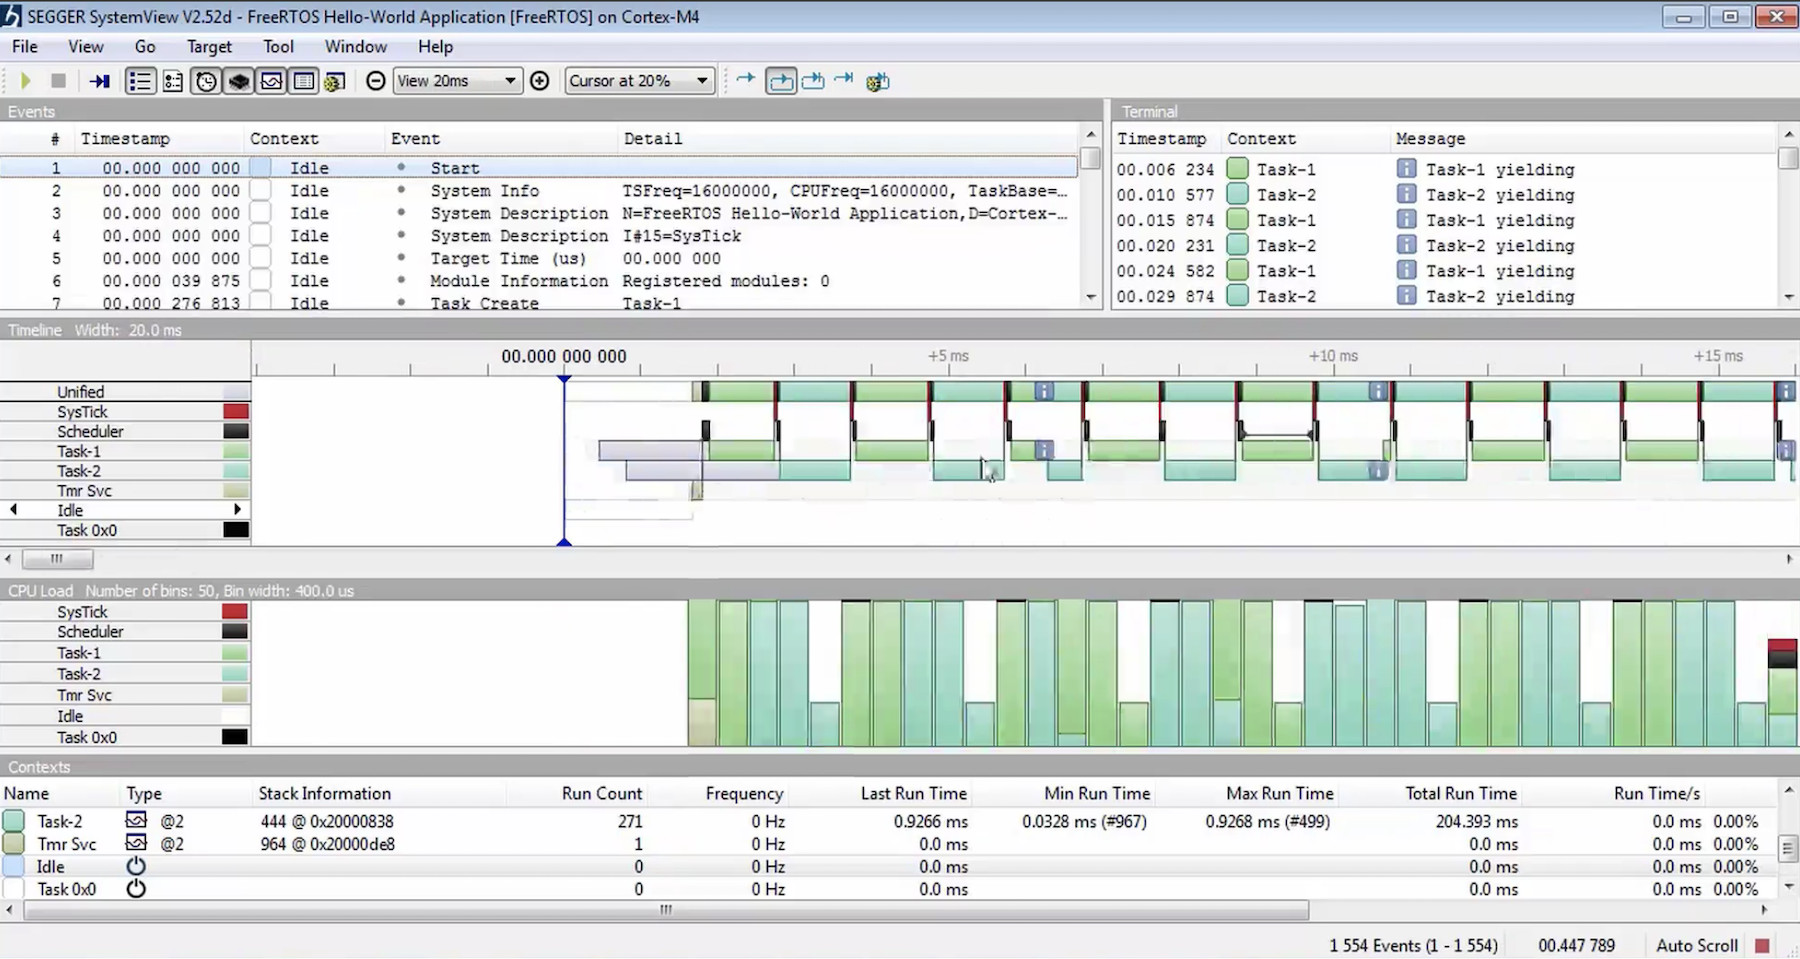 SEGGER SystemView V2.52d - FreeRTOS Hello-World Application [FreeRTOS] on Cortex-M4
File View Go Target Tool Window Help
View 20ms Cursor at 20%
Events
# Timestamp Context Event Detail
1 00.000 000 000 Idle Start
2 00.000 000 000 Idle System Info TSFreq=16000000, CPUFreq=16000000, TaskBase=…
3 00.000 000 000 Idle System Description N=FreeRTOS Hello-World Application,D=Cortex-…
4 00.000 000 000 Idle System Description I#15=SysTick
5 00.000 000 000 Idle Target Time (us) 00.000 000
6 00.000 039 875 Idle Module Information Registered modules: 0
7 00.000 276 813 Idle Task Create Task-1
Terminal
Timestamp Context Message
00.006 234 Task-1 Task-1 yielding
00.010 577 Task-2 Task-2 yielding
00.015 874 Task-1 Task-1 yielding
00.020 231 Task-2 Task-2 yielding
00.024 582 Task-1 Task-1 yielding
00.029 874 Task-2 Task-2 yielding
Timeline Width: 20.0 ms
00.000 000 000 +5 ms +10 ms +15 ms
Unified
SysTick
Scheduler
Task-1
Task-2
Tmr Svc
Idle
Task 0x0
CPU Load Number of bins: 50, Bin width: 400.0 us
SysTick
Scheduler
Task-1
Task-2
Tmr Svc
Idle
Task 0x0
Contexts
Name Type Stack Information Run Count Frequency Last Run Time Min Run Time Max Run Time Total Run Time Run Time/s
Task-2 @2 444 @ 0x20000838 271 0 Hz 0.9266 ms 0.0328 ms (#967) 0.9268 ms (#499) 204.393 ms 0.0 ms 0.00%
Tmr Svc @2 964 @ 0x20000de8 1 0 Hz 0.0 ms 0.0 ms 0.0 ms 0.00%
Idle 0 0 Hz 0.0 ms 0.0 ms 0.0 ms 0.00%
Task 0x0 0 0 Hz 0.0 ms 0.0 ms 0.0 ms 0.00%
1 554 Events (1 - 1 554) 00.447 789 Auto Scroll